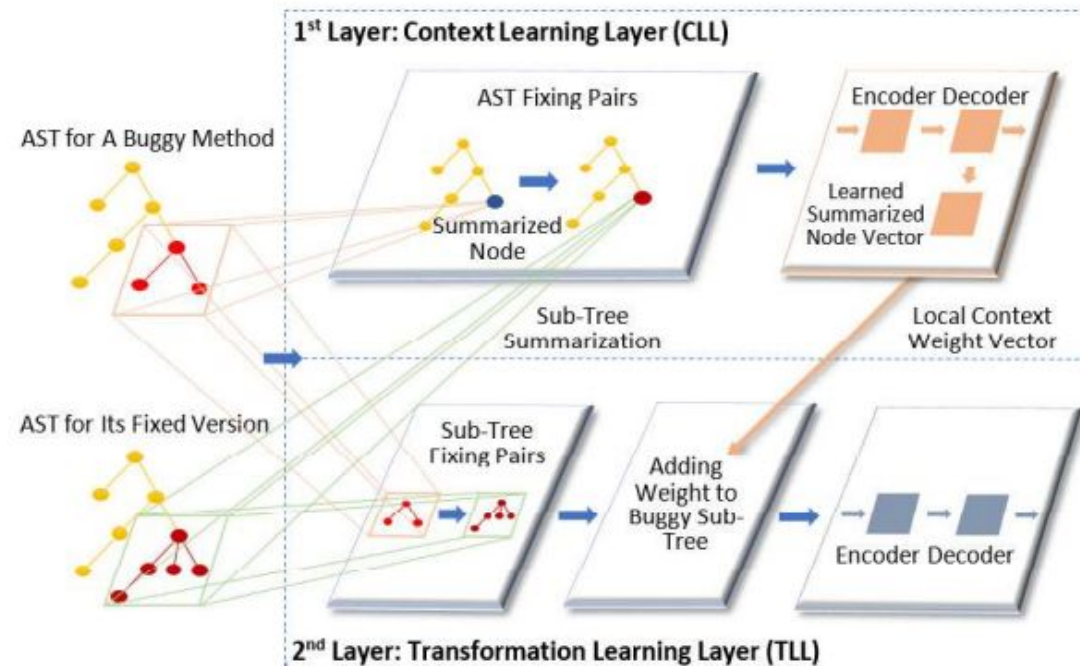 1st Layer: Context Learning Layer (CLL)
AST Fixing Pairs
Encoder Decoder
AST for A Buggy Method
Summarized
Node
Learned
Summarized
Node Vector
Sub-Tree
Summarization
Local Context
Weight Vector
AST for Its Fixed Version
Sub-Tree
Fixing Pairs
Adding
Weight to
Buggy Sub-
Tree
Encoder Decoder
2nd Layer: Transformation Learning Layer (TLL)